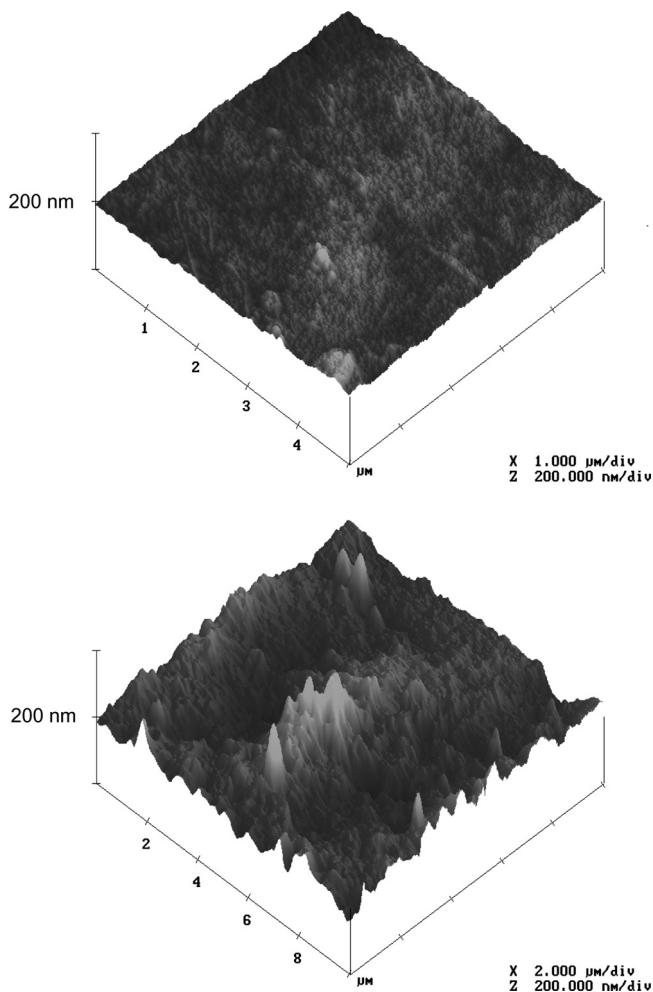 200 nm
1
2
3
4
µm
X 1.000 µm/div
Z 200.000 nm/div
200 nm
2
4
6
8
µm
X 2.000 µm/div
Z 200.000 nm/div